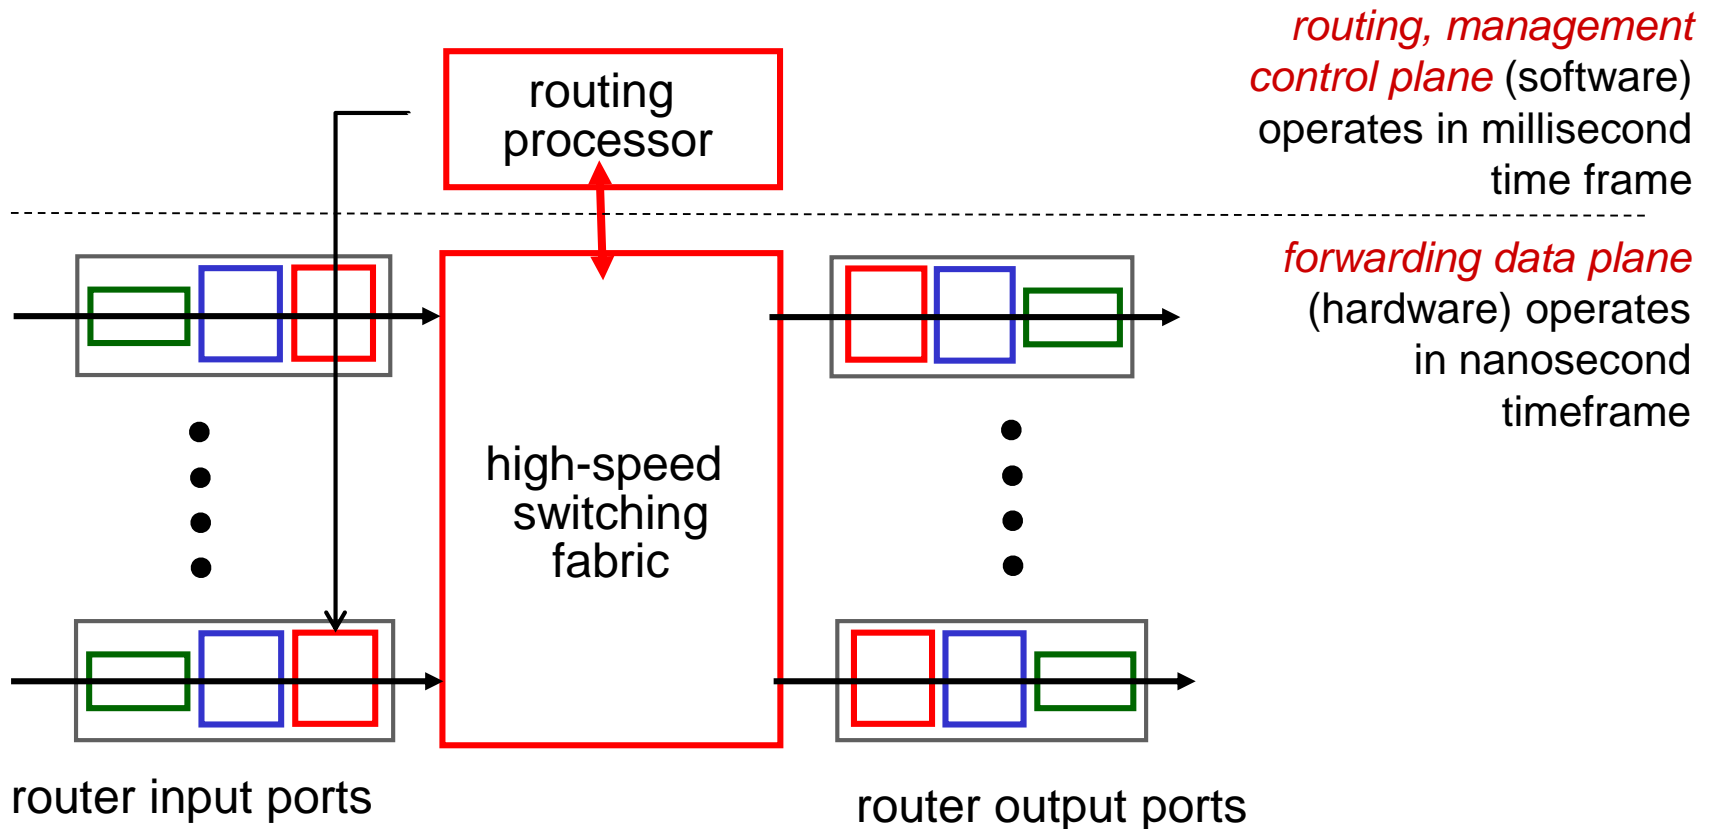 routing, management
control plane (software)
operates in millisecond
time frame
routing
processor
forwarding data plane
(hardware) operates
in nanosecond
timeframe
high-speed
switching
fabric
router input ports
router output ports